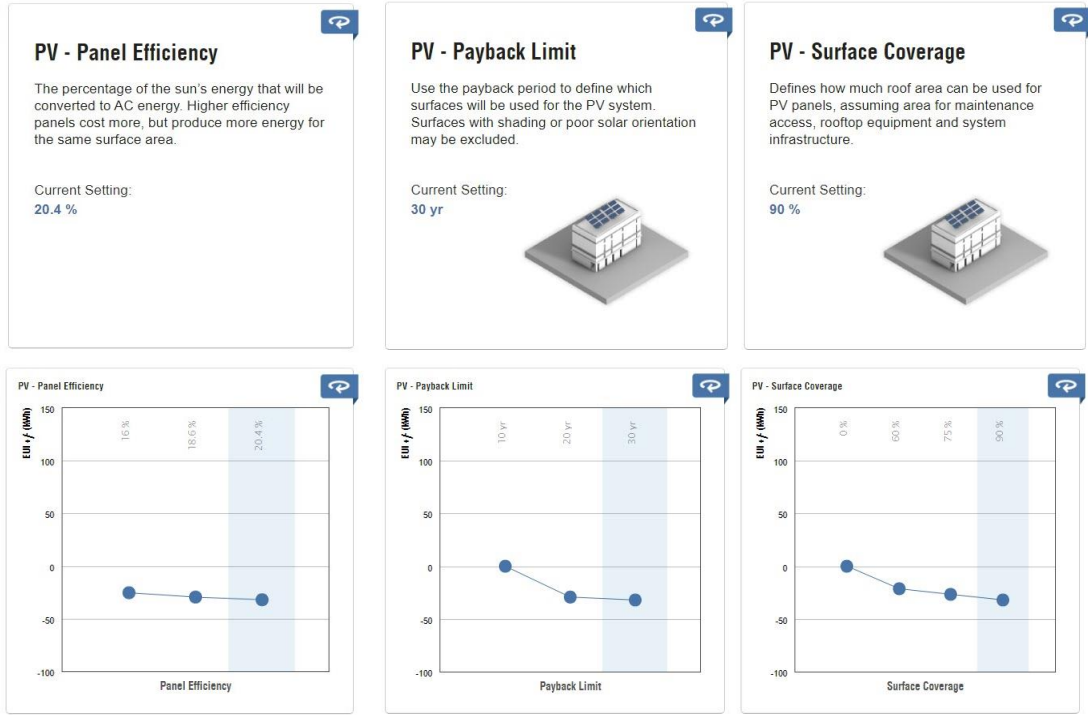 PV - Panel Efficiency
The percentage of the sun's energy that will be
converted to AC energy. Higher efficiency
panels cost more, but produce more energy for
the same surface area.
Current Setting:
20.4 %
PV - Payback Limit
Use the payback period to define which
surfaces will be used for the PV system.
Surfaces with shading or poor solar orientation
may be excluded.
Current Setting:
30 yr
PV - Surface Coverage
Defines how much roof area can be used for
PV panels, assuming area for maintenance
access, rooftop equipment and system
infrastructure.
Current Setting:
90 %
PV - Panel Efficiency
EUI • ƒ (kWh)
150
100
50
0
-50
-100
16 %
18.6 %
20.4 %
Panel Efficiency
PV - Payback Limit
EUI • ƒ (kWh)
150
100
50
0
-50
-100
10 yr
20 yr
30 yr
Payback Limit
PV - Surface Coverage
EUI • ƒ (kWh)
150
100
50
0
-50
-100
0 %
60 %
75 %
90 %
Surface Coverage